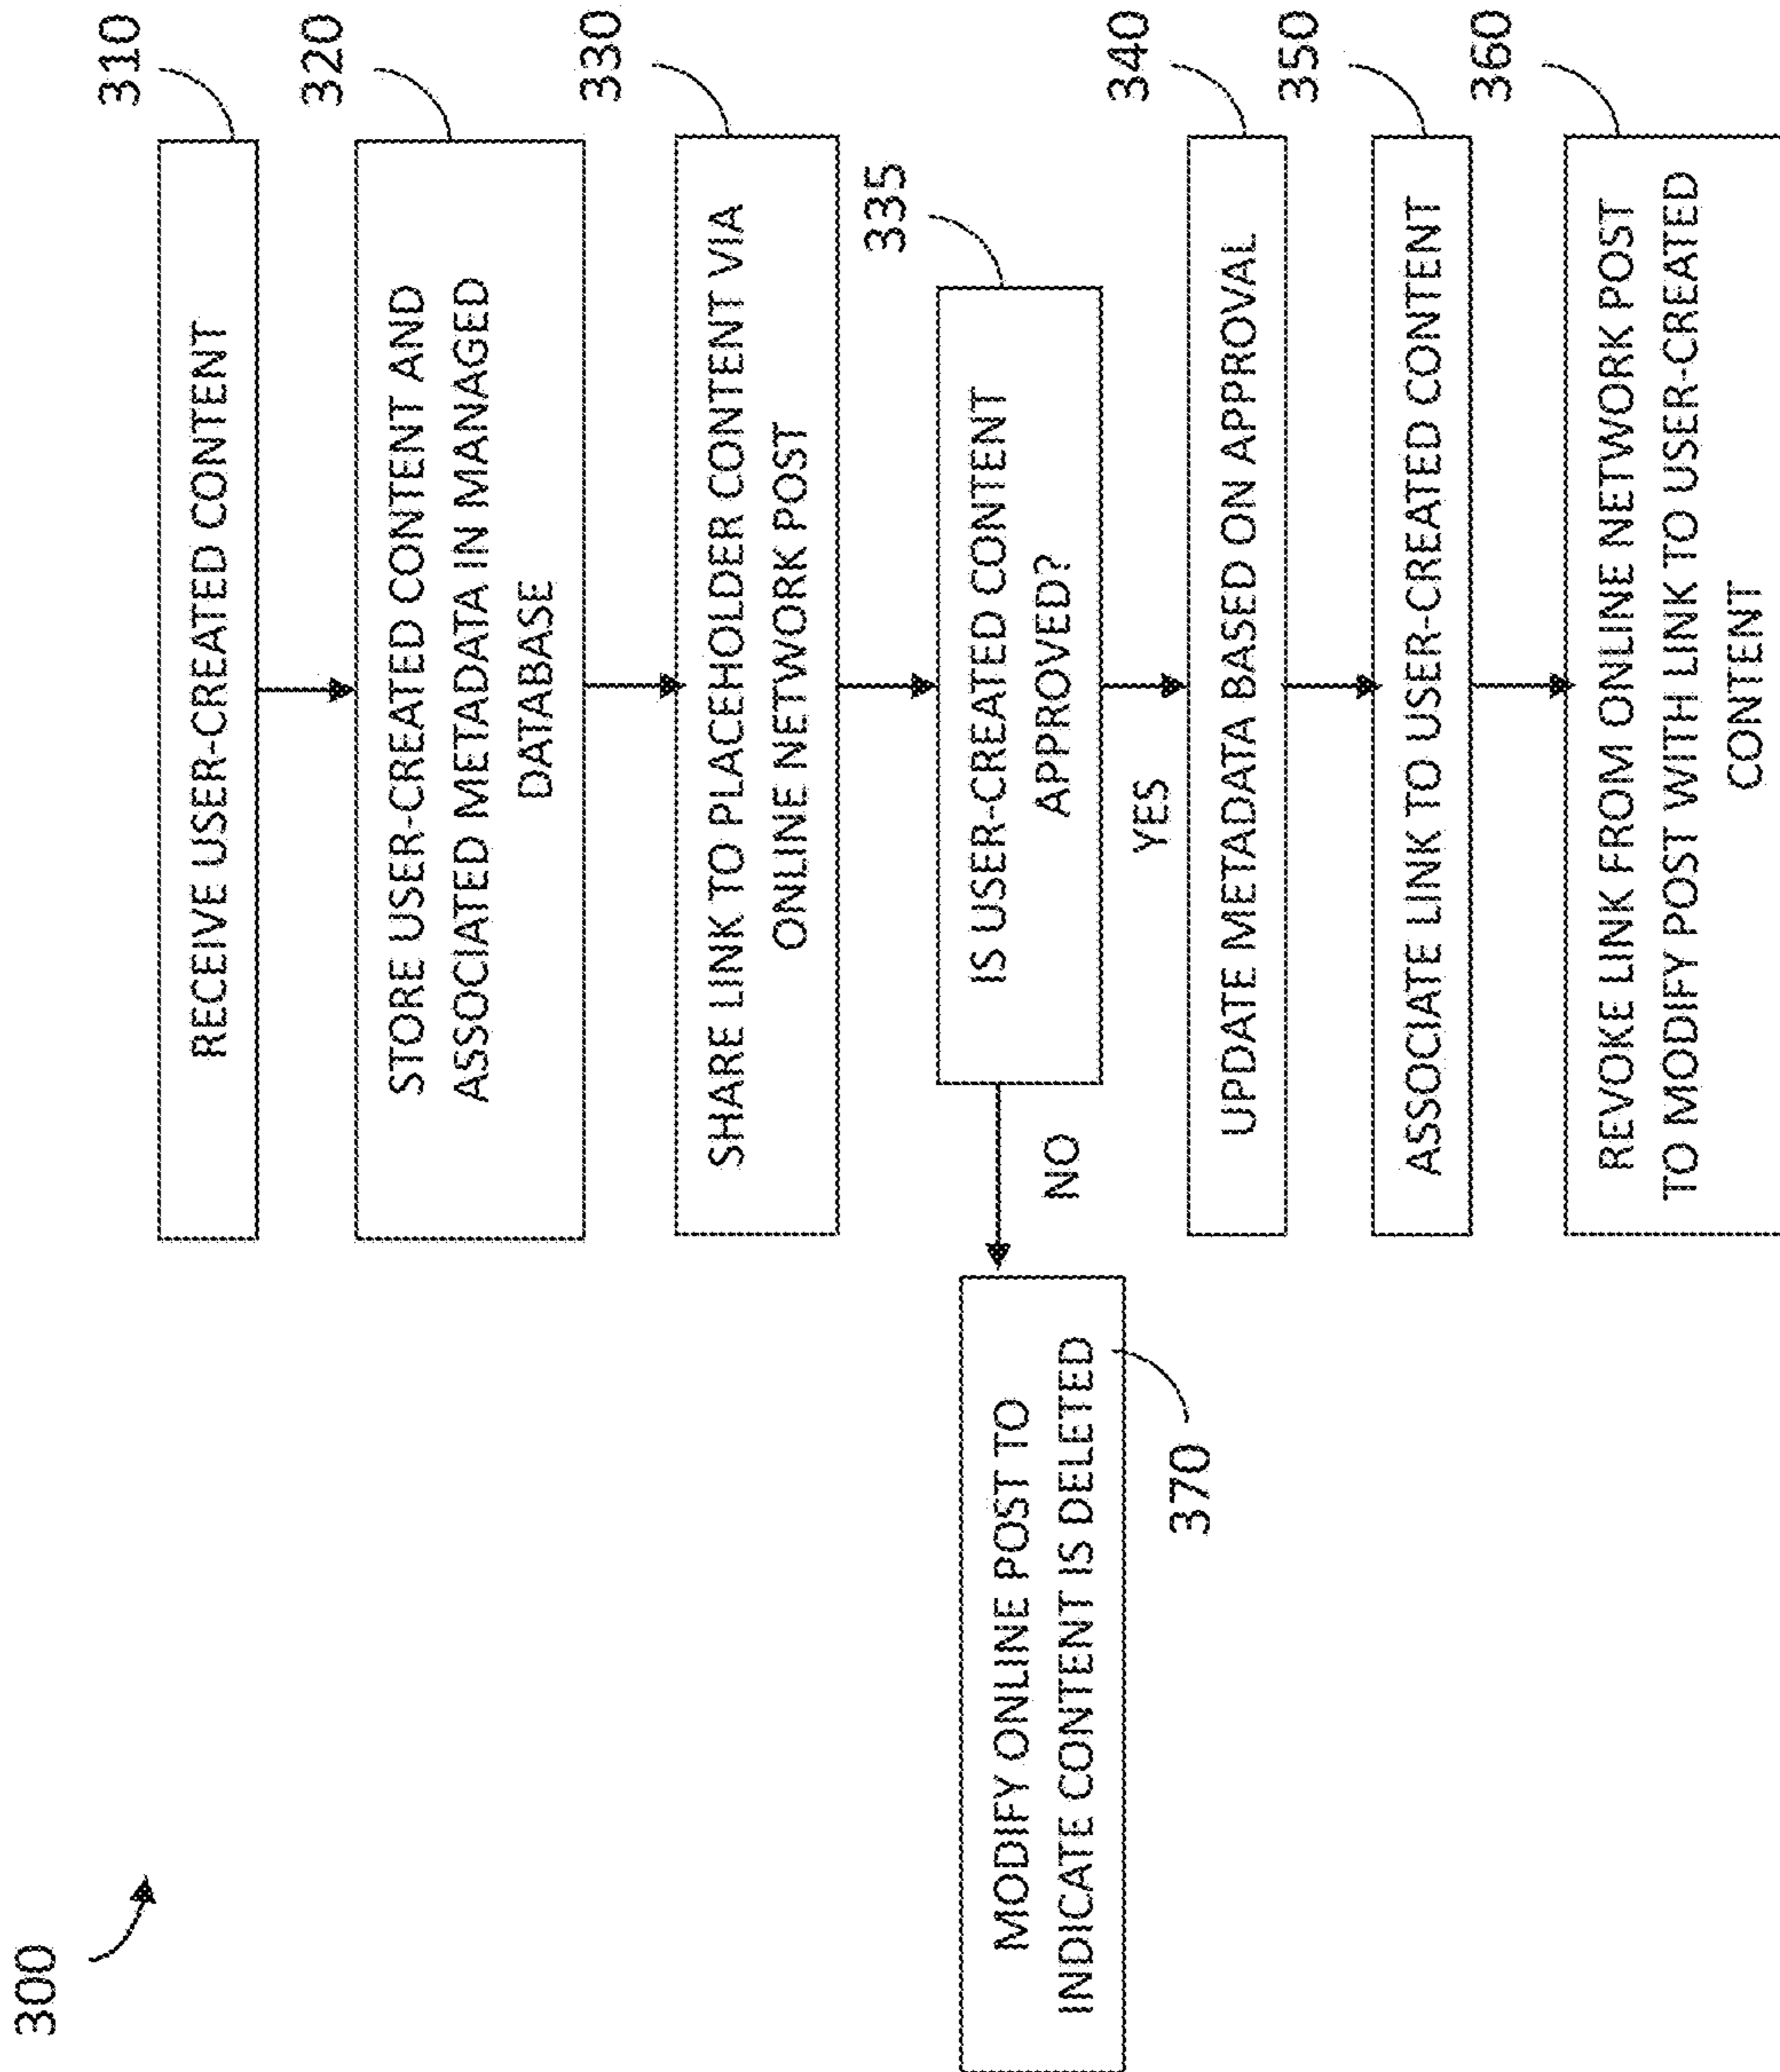 300
310
RECEIVE USER-CREATED CONTENT
320
STORE USER-CREATED CONTENT AND
ASSOCIATED METADATA IN MANAGED
DATABASE
330
SHARE LINK TO PLACEHOLDER CONTENT VIA
ONLINE NETWORK POST
335
IS USER-CREATED CONTENT
APPROVED?
NO
MODIFY ONLINE POST TO
INDICATE CONTENT IS DELETED
370
YES
340
UPDATE METADATA BASED ON APPROVAL
350
ASSOCIATE LINK TO USER-CREATED CONTENT
360
REVOKE LINK FROM ONLINE NETWORK POST
TO MODIFY POST WITH LINK TO USER-CREATED
CONTENT